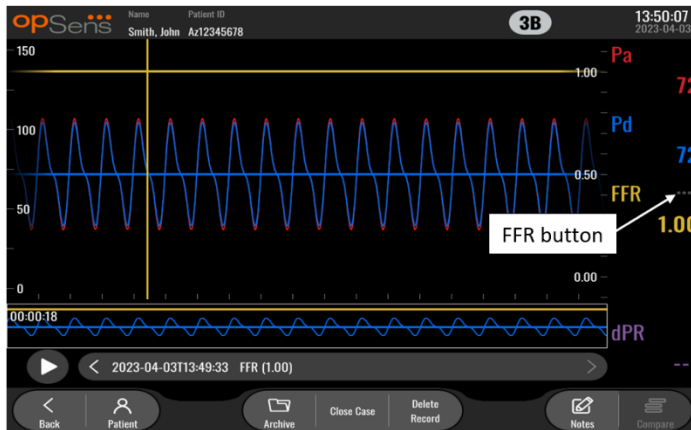 opSens
Name Patient ID
Smith, John Az12345678
3B
13:50:07
2023-04-03
150
100
50
0
1.00
0.50
0.00
Pa
72
Pd
72
FFR
---
1.00
FFR button
00:00:18
dPR
--
2023-04-03T13:49:33 FFR (1.00)
Back
Patient
Archive
Close Case
Delete
Record
Notes
Compare